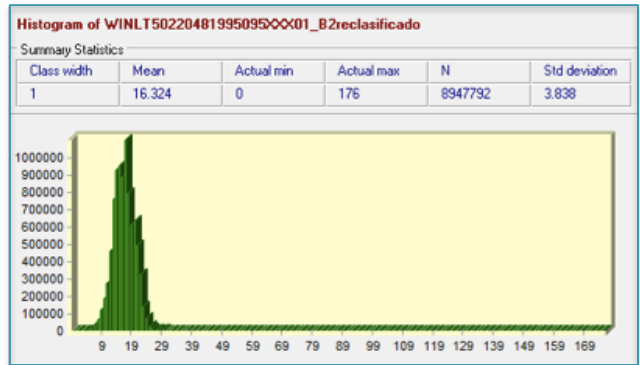 Histogram of WINLT50220481995095XXX01_B2reclasificado
Summary Statistics
Class width Mean Actual min Actual max N Std deviation
1 16.324 0 176 8947792 3.838
1000000
900000
800000
700000
600000
500000
400000
300000
200000
100000
0
9 19 29 39 49 59 69 79 89 99 109 119 129 139 149 159 169